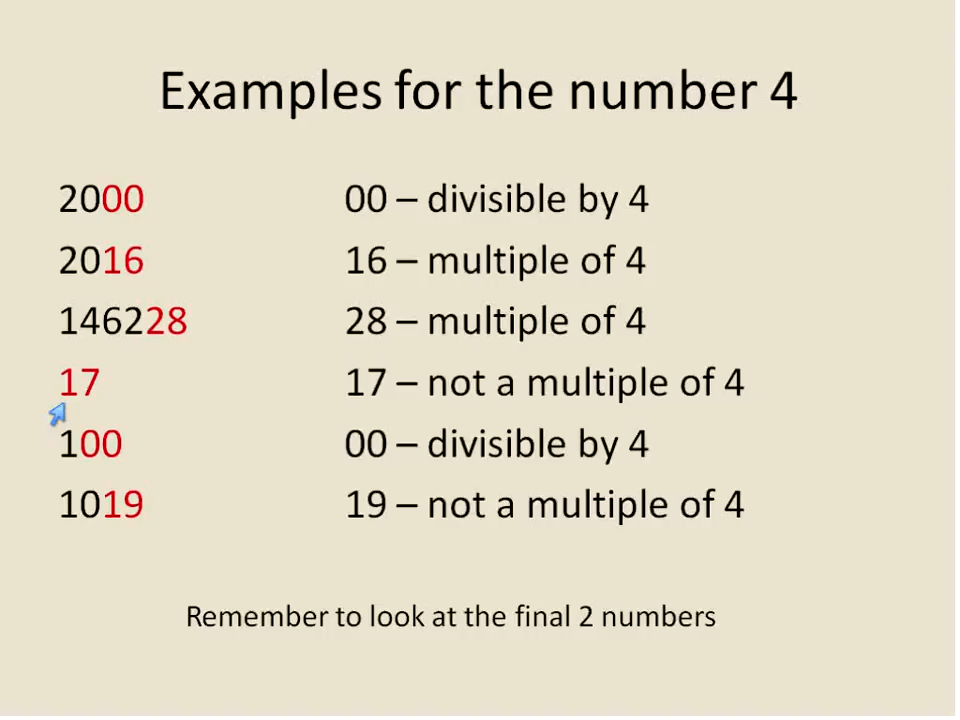 Examples for the number 4
2000 00 – divisible by 4
2016 16 – multiple of 4
146228 28 – multiple of 4
17 17 – not a multiple of 4
100 00 – divisible by 4
1019 19 – not a multiple of 4
Remember to look at the final 2 numbers